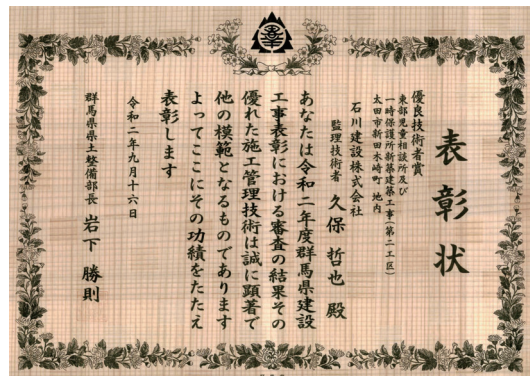 表彰状
優良技術者賞
東部児童相談所及び
一時保護所新築建築工事(第二工区)
太田市新田木崎町 地内
石川建設株式会社
監理技術者 久保 哲也 殿
あなたは令和二年度群馬県建設
工事表彰における審査の結果その
優れた施工管理技術は誠に顕著で
他の模範となるものであります
よってここにその功績をたたえ
表彰します
令和二年九月十六日
群馬県県土整備部長 岩下 勝則